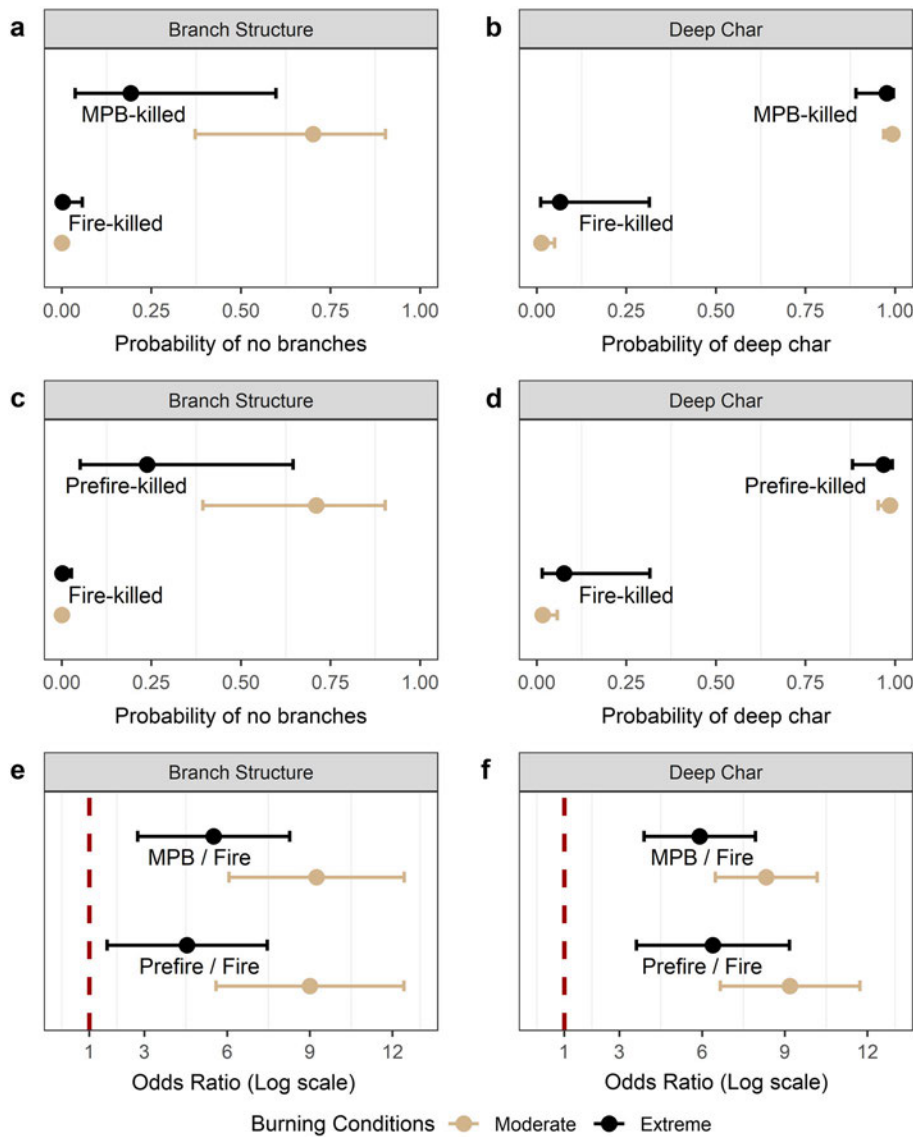 a
Branch Structure
MPB-killed
Fire-killed
0.00 0.25 0.50 0.75 1.00
Probability of no branches
b
Deep Char
MPB-killed
Fire-killed
0.00 0.25 0.50 0.75 1.00
Probability of deep char
c
Branch Structure
Prefire-killed
Fire-killed
0.00 0.25 0.50 0.75 1.00
Probability of no branches
d
Deep Char
Prefire-killed
Fire-killed
0.00 0.25 0.50 0.75 1.00
Probability of deep char
e
Branch Structure
MPB / Fire
Prefire / Fire
1 3 6 9 12
Odds Ratio (Log scale)
f
Deep Char
MPB / Fire
Prefire / Fire
1 3 6 9 12
Odds Ratio (Log scale)
Burning Conditions Moderate Extreme